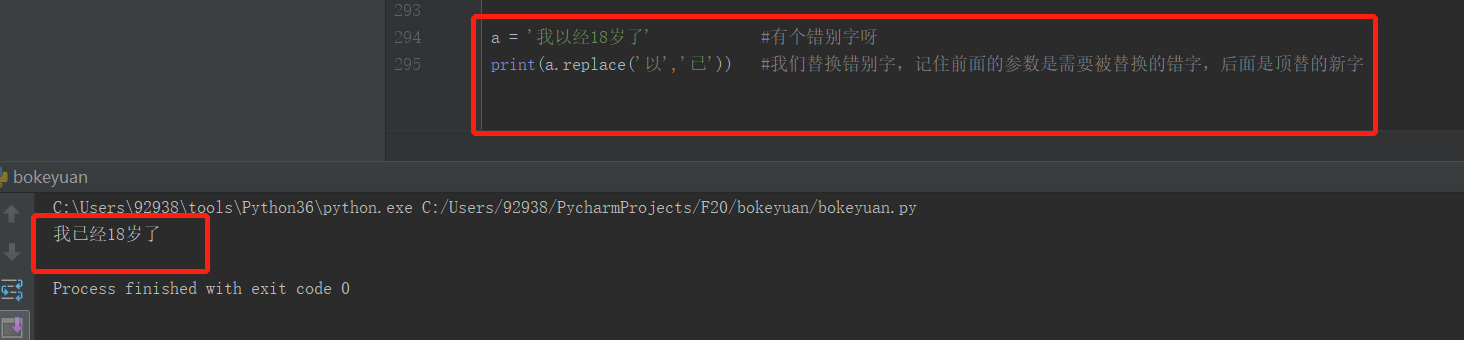 293
294 a = '我以经18岁了' #有个错别字呀
295 print(a.replace('以','已')) #我们替换错别字，记住前面的参数是需要被替换的错字，后面是顶替的新字
bokeyuan
C:\Users\92938\tools\Python36\python.exe C:/Users/92938/PycharmProjects/F20/bokeyuan/bokeyuan.py
我已经18岁了
Process finished with exit code 0